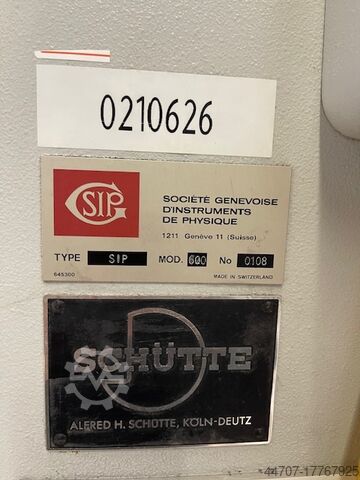 0210626
SIP
SOCIÉTÉ GENEVOISE
D'INSTRUMENTS
DE PHYSIQUE
1211 Genève 11 (Suisse)
TYPE SIP MOD. 600 No 0108
645300 MADE IN SWITZERLAND
SCHÜTTE
ALFRED H. SCHÜTTE, KÖLN-DEUTZ
44707-17767925